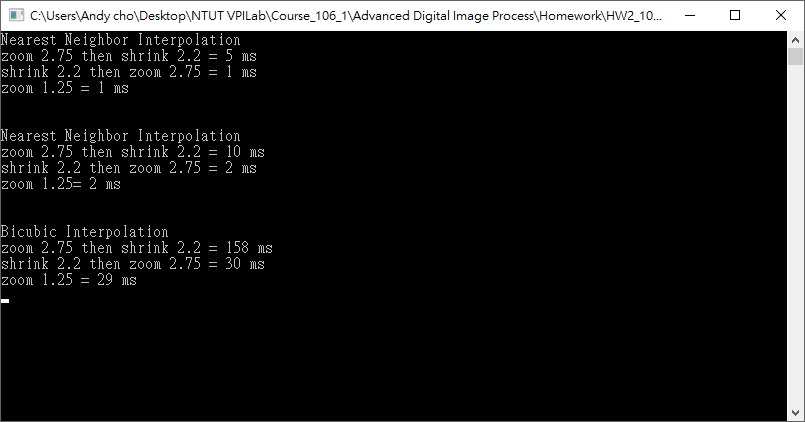 C:\Users\Andy cho\Desktop\NTUT VPILab\Course_106_1\Advanced Digital Image Process\Homework\HW2_10...
Nearest Neighbor Interpolation
zoom 2.75 then shrink 2.2 = 5 ms
shrink 2.2 then zoom 2.75 = 1 ms
zoom 1.25 = 1 ms
Nearest Neighbor Interpolation
zoom 2.75 then shrink 2.2 = 10 ms
shrink 2.2 then zoom 2.75 = 2 ms
zoom 1.25= 2 ms
Bicubic Interpolation
zoom 2.75 then shrink 2.2 = 158 ms
shrink 2.2 then zoom 2.75 = 30 ms
zoom 1.25 = 29 ms